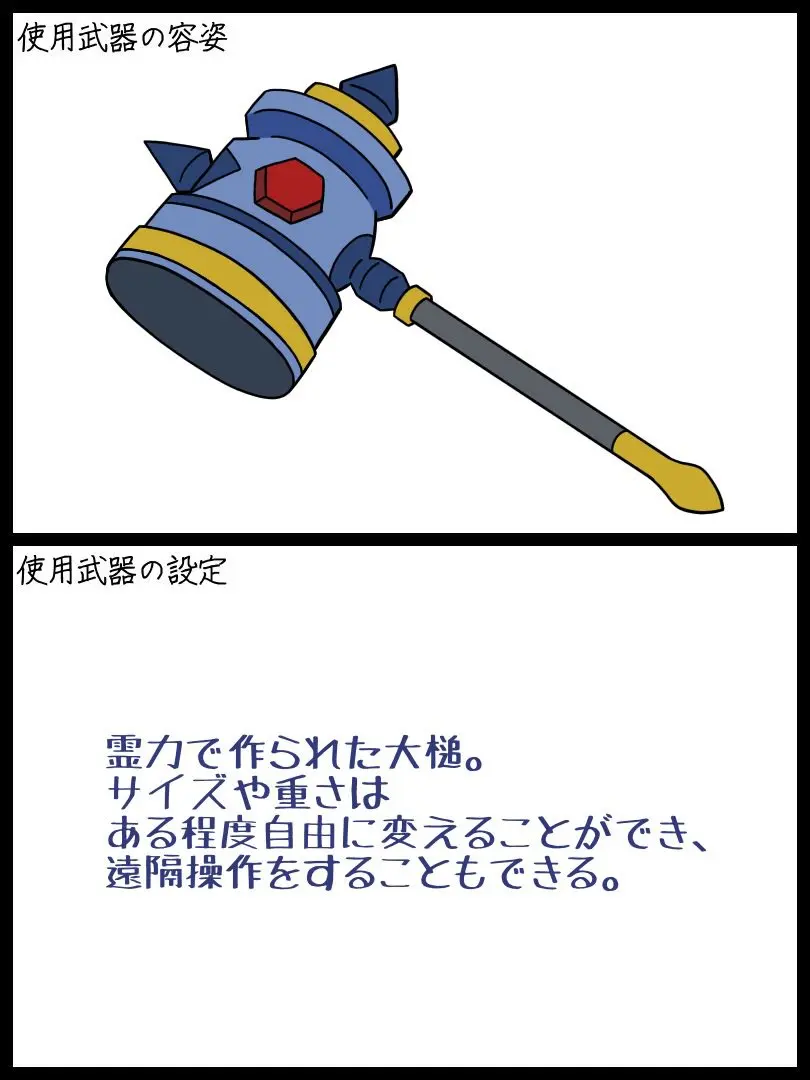 使用武器の容姿
使用武器の設定
霊力で作られた大槌。
サイズや重さは
ある程度自由に変えることができ、
遠隔操作をすることもできる。